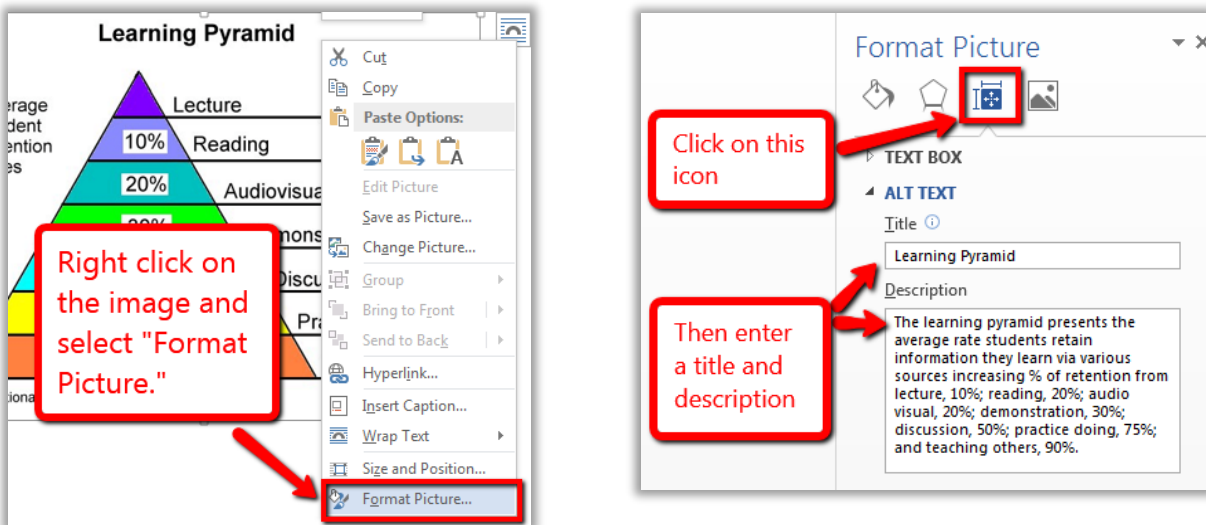 Learning Pyramid
Lecture
10%
Reading
20%
Audiovisua
Right click on
the image and
select "Format
Picture."
Cut
Copy
Paste Options:
Edit Picture
Save as Picture...
Change Picture...
Group
Bring to Front
Send to Back
Hyperlink...
Insert Caption...
Wrap Text
Size and Position...
Format Picture...
Format Picture
Click on this
icon
TEXT BOX
ALT TEXT
Title
Learning Pyramid
Description
Then enter
a title and
description
The learning pyramid presents the
average rate students retain
information they learn via various
sources increasing % of retention from
lecture, 10%; reading, 20%; audio
visual, 20%; demonstration, 30%;
discussion, 50%; practice doing, 75%;
and teaching others, 90%.